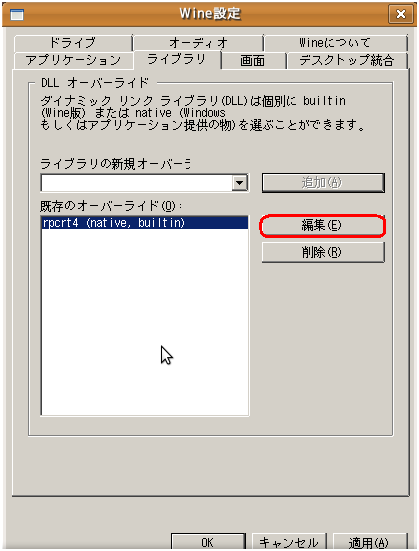 Wine設定
ドライブ
オーディオ
Wineについて
アプリケーション
ライブラリ
画面
デスクトップ統合
DLL オーバーライド
ダイナミック リンク ライブラリ(DLL)は個別に builtin
(Wine版) または native (Windows
もしくはアプリケーション提供の物)を選ぶことができます。
ライブラリの新規オーバーラ
追加(A)
既存のオーバーライド(O):
rpcrt4 (native, builtin)
編集(E)
削除(R)
OK
キャンセル
適用(A)